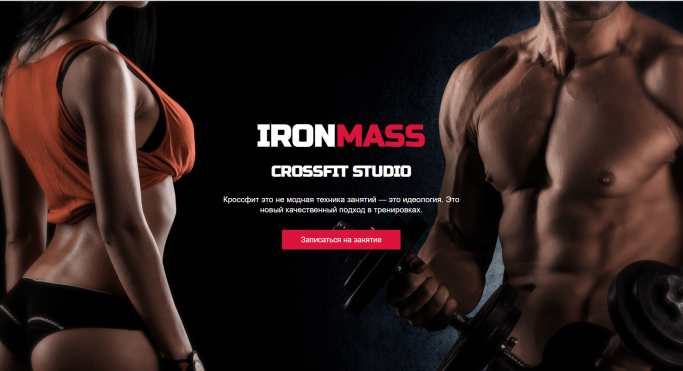 IRONMASS
CROSSFIT STUDIO
Кроссфит это не модная техника занятий — это идеология. Это
новый качественный подход в тренировках.
Записаться на занятие